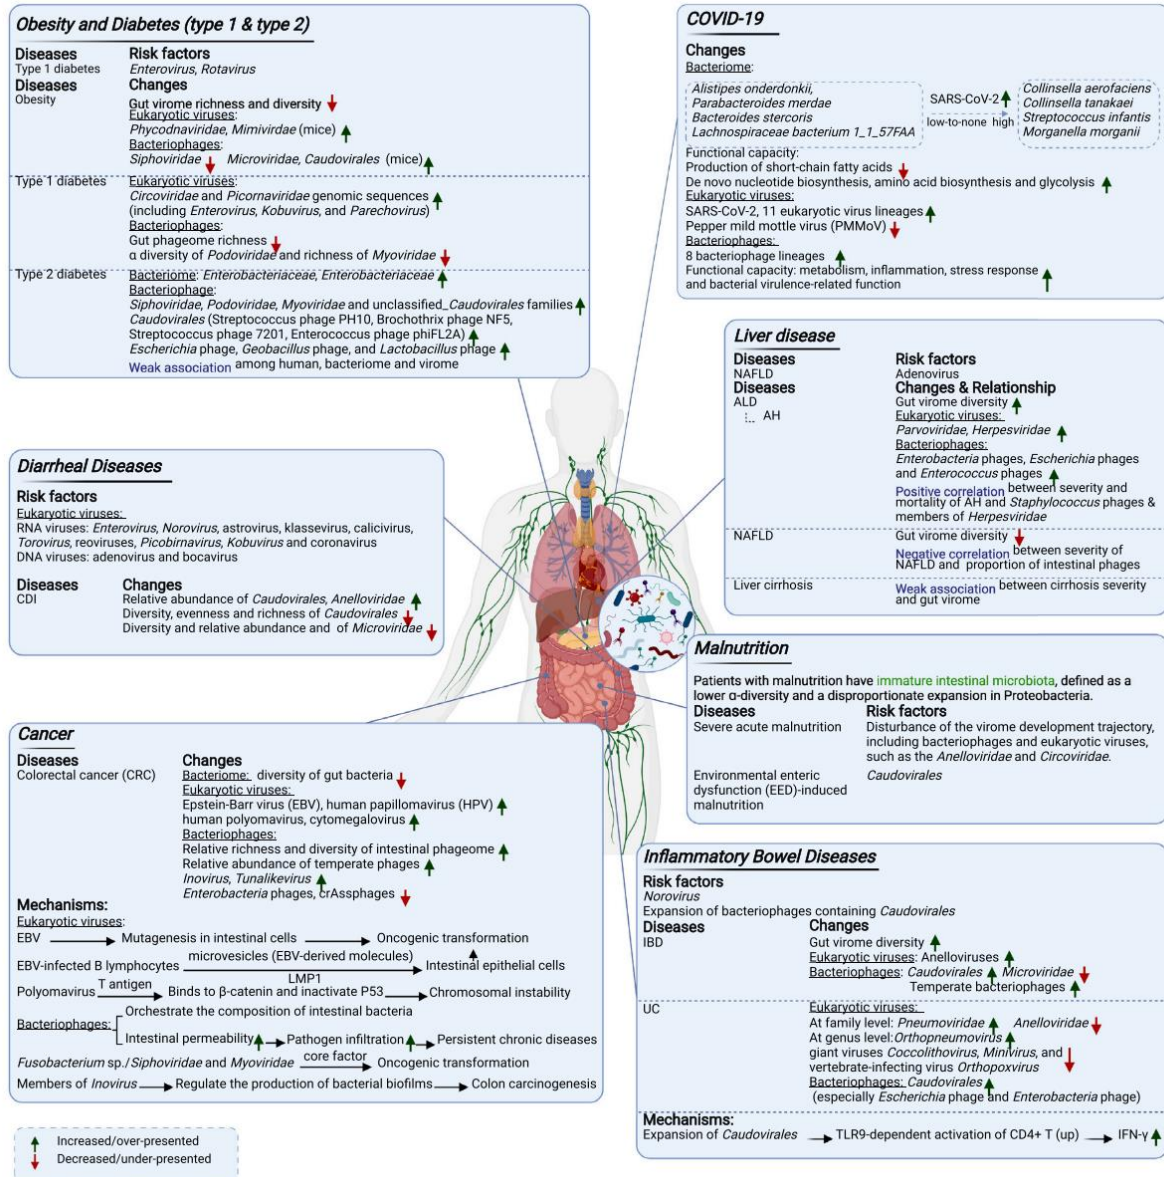 Obesity and Diabetes (type 1 & type 2)
Diseases Risk factors
Type 1 diabetes Enterovirus, Rotavirus
Diseases Changes
Obesity Gut virome richness and diversity
Eukaryotic viruses:
Phycodnaviridae, Mimivirdae (mice)
Bacteriophages:
Siphoviridae Microviridae, Caudovirales (mice)
Type 1 diabetes Eukaryotic viruses:
Circoviridae and Picornaviridae genomic sequences
(including Enterovirus, Kobuvirus, and Parechovirus)
Bacteriophages:
Gut phageome richness
α diversity of Podoviridae and richness of Myoviridae
Type 2 diabetes Bacteriome: Enterobacteriaceae, Enterobacteriaceae
Bacteriophage:
Siphoviridae, Podoviridae, Myoviridae and unclassified_Caudovirales families
Caudovirales (Streptococcus phage PH10, Brochothrix phage NF5,
Streptococcus phage 7201, Enterococcus phage phiFL2A)
Escherichia phage, Geobacillus phage, and Lactobacillus phage
Weak association among human, bacteriome and virome
COVID-19
Changes
Bacteriome:
Alistipes onderdonkii,
Parabacteroides merdae
Bacteroides stercoris
Lachnospiraceae bacterium 1_1_57FAA
SARS-CoV-2
low-to-none high
Collinsella aerofaciens
Collinsella tanakaei
Streptococcus infantis
Morganella morganii
Functional capacity:
Production of short-chain fatty acids
De novo nucleotide biosynthesis, amino acid biosynthesis and glycolysis
Eukaryotic viruses:
SARS-CoV-2, 11 eukaryotic virus lineages
Pepper mild mottle virus (PMMoV)
Bacteriophages:
8 bacteriophage lineages
Functional capacity: metabolism, inflammation, stress response
and bacterial virulence-related function
Liver disease
Diseases Risk factors
NAFLD Adenovirus
Diseases Changes & Relationship
ALD Gut virome diversity
AH Eukaryotic viruses:
Parvoviridae, Herpesviridae
Bacteriophages:
Enterobacteria phages, Escherichia phages
and Enterococcus phages
Positive correlation between severity and
mortality of AH and Staphylococcus phages &
members of Herpesviridae
NAFLD Gut virome diversity
Negative correlation between severity of
NAFLD and proportion of intestinal phages
Liver cirrhosis Weak association between cirrhosis severity
and gut virome
Diarrheal Diseases
Risk factors
Eukaryotic viruses:
RNA viruses: Enterovirus, Norovirus, astrovirus, klassevirus, calicivirus,
Torovirus, reoviruses, Picobirnavirus, Kobuvirus and coronavirus
DNA viruses: adenovirus and bocavirus
Diseases Changes
CDI Relative abundance of Caudovirales, Anelloviridae
Diversity, evenness and richness of Caudovirales
Diversity and relative abundance and of Microviridae
Malnutrition
Patients with malnutrition have immature intestinal microbiota, defined as a
lower α-diversity and a disproportionate expansion in Proteobacteria.
Diseases Risk factors
Severe acute malnutrition Disturbance of the virome development trajectory,
including bacteriophages and eukaryotic viruses,
such as the Anelloviridae and Circoviridae.
Environmental enteric Caudovirales
dysfunction (EED)-induced
malnutrition
Cancer
Diseases Changes
Colorectal cancer (CRC) Bacteriome: diversity of gut bacteria
Eukaryotic viruses:
Epstein-Barr virus (EBV), human papillomavirus (HPV)
human polyomavirus, cytomegalovirus
Bacteriophages:
Relative richness and diversity of intestinal phageome
Relative abundance of temperate phages
Inovirus, Tunalikevirus
Enterobacteria phages, crAssphages
Mechanisms:
Eukaryotic viruses:
EBV Mutagenesis in intestinal cells Oncogenic transformation
microvesicles (EBV-derived molecules)
EBV-infected B lymphocytes Intestinal epithelial cells
LMP1
T antigen
Polyomavirus Binds to β-catenin and inactivate P53 Chromosomal instability
Orchestrate the composition of intestinal bacteria
Bacteriophages:
Intestinal permeability Pathogen infiltration Persistent chronic diseases
core factor
Fusobacterium sp./Siphoviridae and Myoviridae Oncogenic transformation
Members of Inovirus Regulate the production of bacterial biofilms Colon carcinogenesis
Inflammatory Bowel Diseases
Risk factors
Norovirus
Expansion of bacteriophages containing Caudovirales
Diseases Changes
IBD Gut virome diversity
Eukaryotic viruses: Anelloviruses
Bacteriophages: Caudovirales Microviridae
Temperate bacteriophages
UC Eukaryotic viruses:
At family level: Pneumoviridae Anelloviridae
At genus level: Orthopneumovirus
giant viruses Coccolithovirus, Minivirus, and
vertebrate-infecting virus Orthopoxvirus
Bacteriophages: Caudovirales
(especially Escherichia phage and Enterobacteria phage)
Mechanisms:
Expansion of Caudovirales TLR9-dependent activation of CD4+ T (up) IFN-γ
Increased/over-presented
Decreased/under-presented